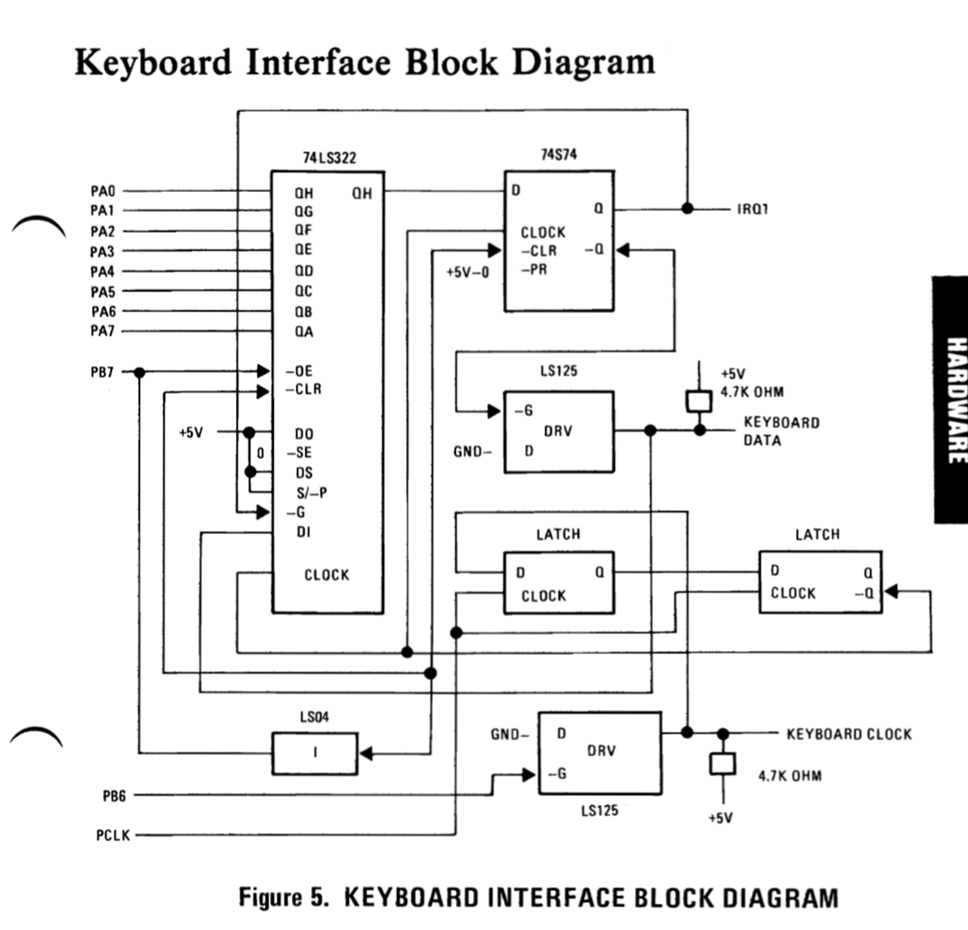 Keyboard Interface Block Diagram
74LS322
74S74
PA0
PA1
PA2
PA3
PA4
PA5
PA6
PA7
QH QH
QG
QF
QE
QD
QC
QB
QA
D
Q
IRQ1
CLOCK
-CLR -Q
+5V-0 -PR
PB7
-OE
-CLR
+5V
DO
0 -SE
DS
S/-P
-G
DI
CLOCK
LS125
-G
DRV
GND- D
+5V
4.7K OHM
KEYBOARD
DATA
LATCH
D Q
CLOCK
LATCH
D Q
CLOCK -Q
LS04
I
GND- D
DRV
-G
LS125
KEYBOARD CLOCK
4.7K OHM
+5V
PB6
PCLK
HARDWARE
Figure 5. KEYBOARD INTERFACE BLOCK DIAGRAM